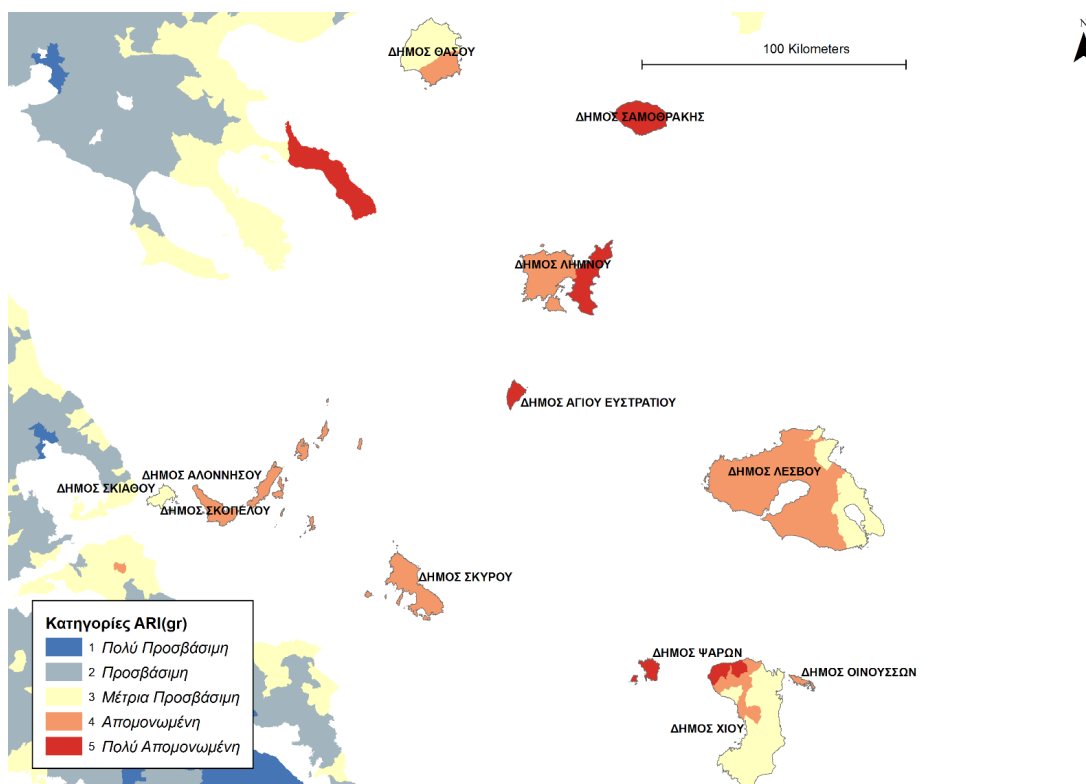 N
100 Kilometers
ΔΗΜΟΣ ΘΑΣΟΥ
ΔΗΜΟΣ ΣΑΜΟΘΡΑΚΗΣ
ΔΗΜΟΣ ΛΗΜΝΟΥ
ΔΗΜΟΣ ΑΓΙΟΥ ΕΥΣΤΡΑΤΙΟΥ
ΔΗΜΟΣ ΛΕΣΒΟΥ
ΔΗΜΟΣ ΑΛΟΝΝΗΣΟΥ
ΔΗΜΟΣ ΣΚΙΑΘΟΥ
ΔΗΜΟΣ ΣΚΟΠΕΛΟΥ
ΔΗΜΟΣ ΣΚΥΡΟΥ
ΔΗΜΟΣ ΨΑΡΩΝ
ΔΗΜΟΣ ΟΙΝΟΥΣΣΩΝ
ΔΗΜΟΣ ΧΙΟΥ
Κατηγορίες ARI(gr)
1 Πολύ Προσβάσιμη
2 Προσβάσιμη
3 Μέτρια Προσβάσιμη
4 Απομονωμένη
5 Πολύ Απομονωμένη